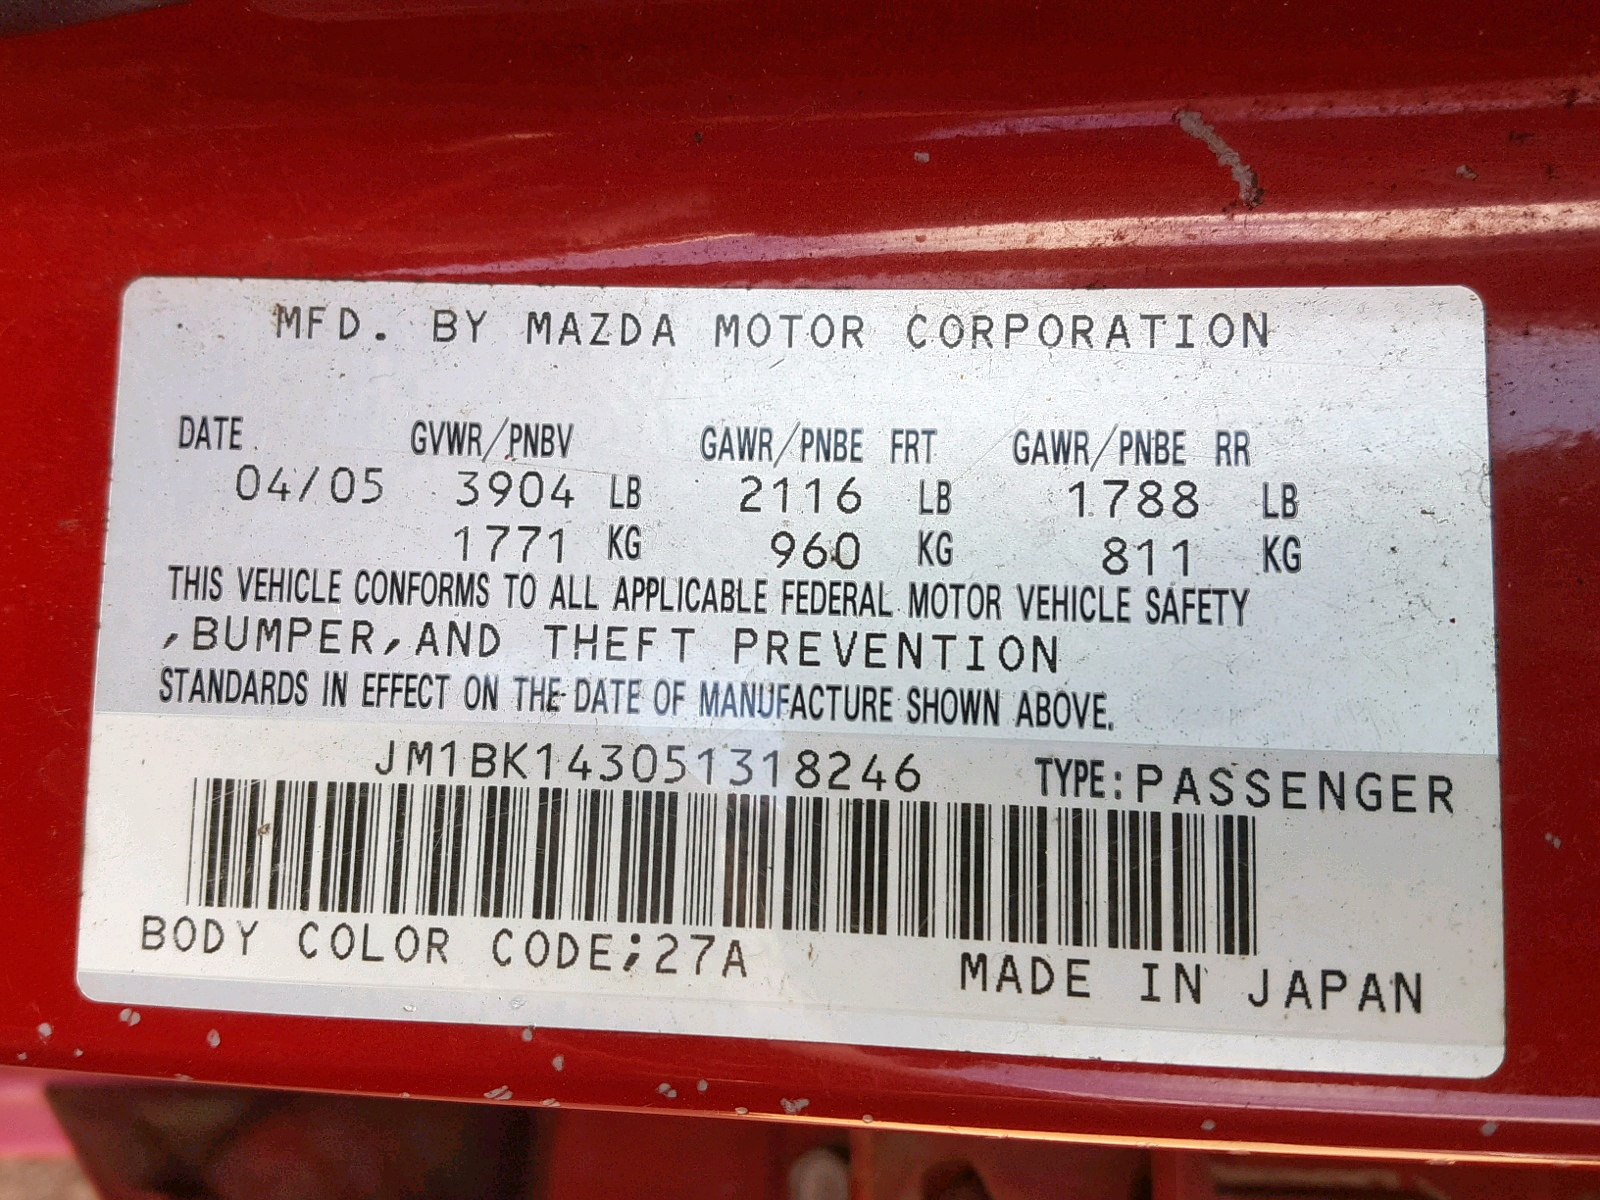 MFD. BY MAZDA MOTOR CORPORATION
DATE GVWR/PNBV GAWR/PNBE FRT GAWR/PNBE RR
04/05 3904 LB 2116 LB 1788 LB
1771 KG 960 KG 811 KG
THIS VEHICLE CONFORMS TO ALL APPLICABLE FEDERAL MOTOR VEHICLE SAFETY
,BUMPER,AND THEFT PREVENTION
STANDARDS IN EFFECT ON THE DATE OF MANUFACTURE SHOWN ABOVE.
JM1BK143051318246 TYPE:PASSENGER
BODY COLOR CODE;27A MADE IN JAPAN